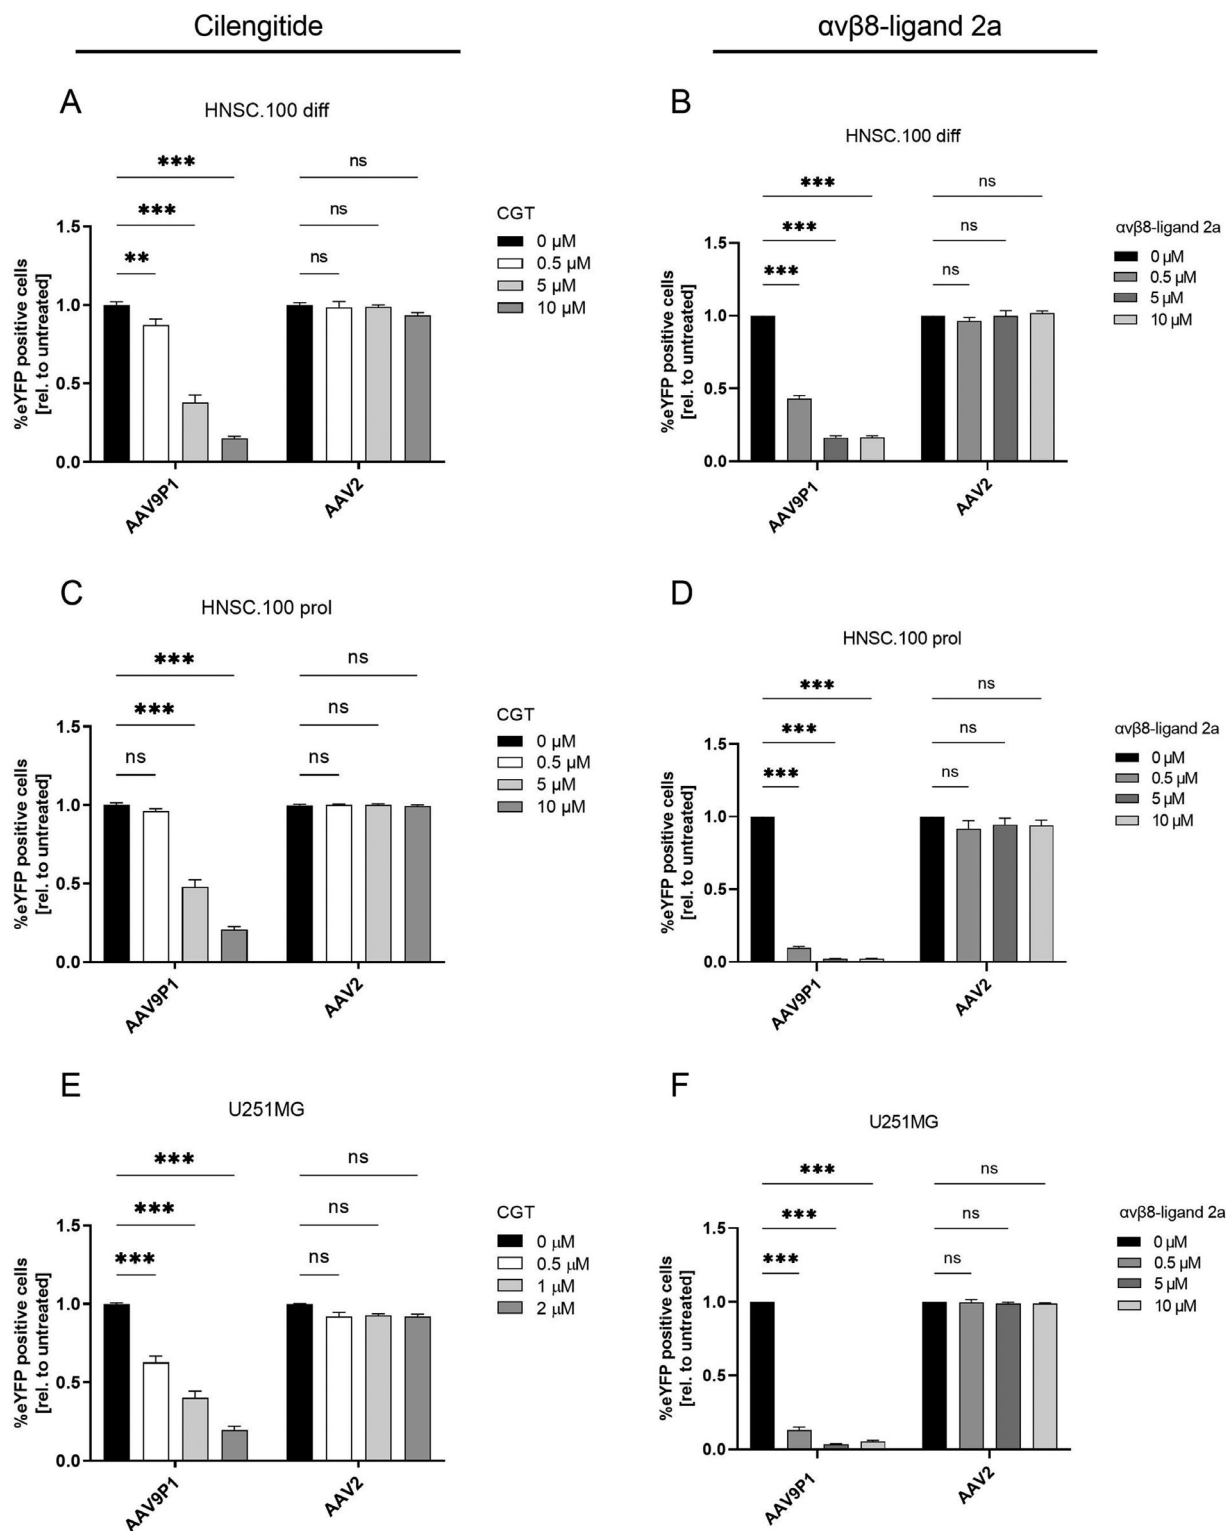 Cilengitide
αvβ8-ligand 2a
A
HNSC.100 diff
***
ns
***
ns
**
ns
%eYFP positive cells
[rel. to untreated]
1.5
1.0
0.5
0.0
AAV9P1
AAV2
CGT
0 µM
0.5 µM
5 µM
10 µM
B
HNSC.100 diff
***
ns
***
ns
***
ns
%eYFP positive cells
[rel. to untreated]
1.5
1.0
0.5
0.0
AAV9P1
AAV2
αvβ8-ligand 2a
0 µM
0.5 µM
5 µM
10 µM
C
HNSC.100 prol
***
ns
***
ns
ns
ns
%eYFP positive cells
[rel. to untreated]
1.5
1.0
0.5
0.0
AAV9P1
AAV2
CGT
0 µM
0.5 µM
5 µM
10 µM
D
HNSC.100 prol
***
ns
***
ns
***
ns
%eYFP positive cells
[rel. to untreated]
1.5
1.0
0.5
0.0
AAV9P1
AAV2
αvβ8-ligand 2a
0 µM
0.5 µM
5 µM
10 µM
E
U251MG
***
ns
***
ns
***
ns
%eYFP positive cells
[rel. to untreated]
1.5
1.0
0.5
0.0
AAV9P1
AAV2
CGT
0 µM
0.5 µM
1 µM
2 µM
F
U251MG
***
ns
***
ns
***
ns
%eYFP positive cells
[rel. to untreated]
1.5
1.0
0.5
0.0
AAV9P1
AAV2
αvβ8-ligand 2a
0 µM
0.5 µM
5 µM
10 µM